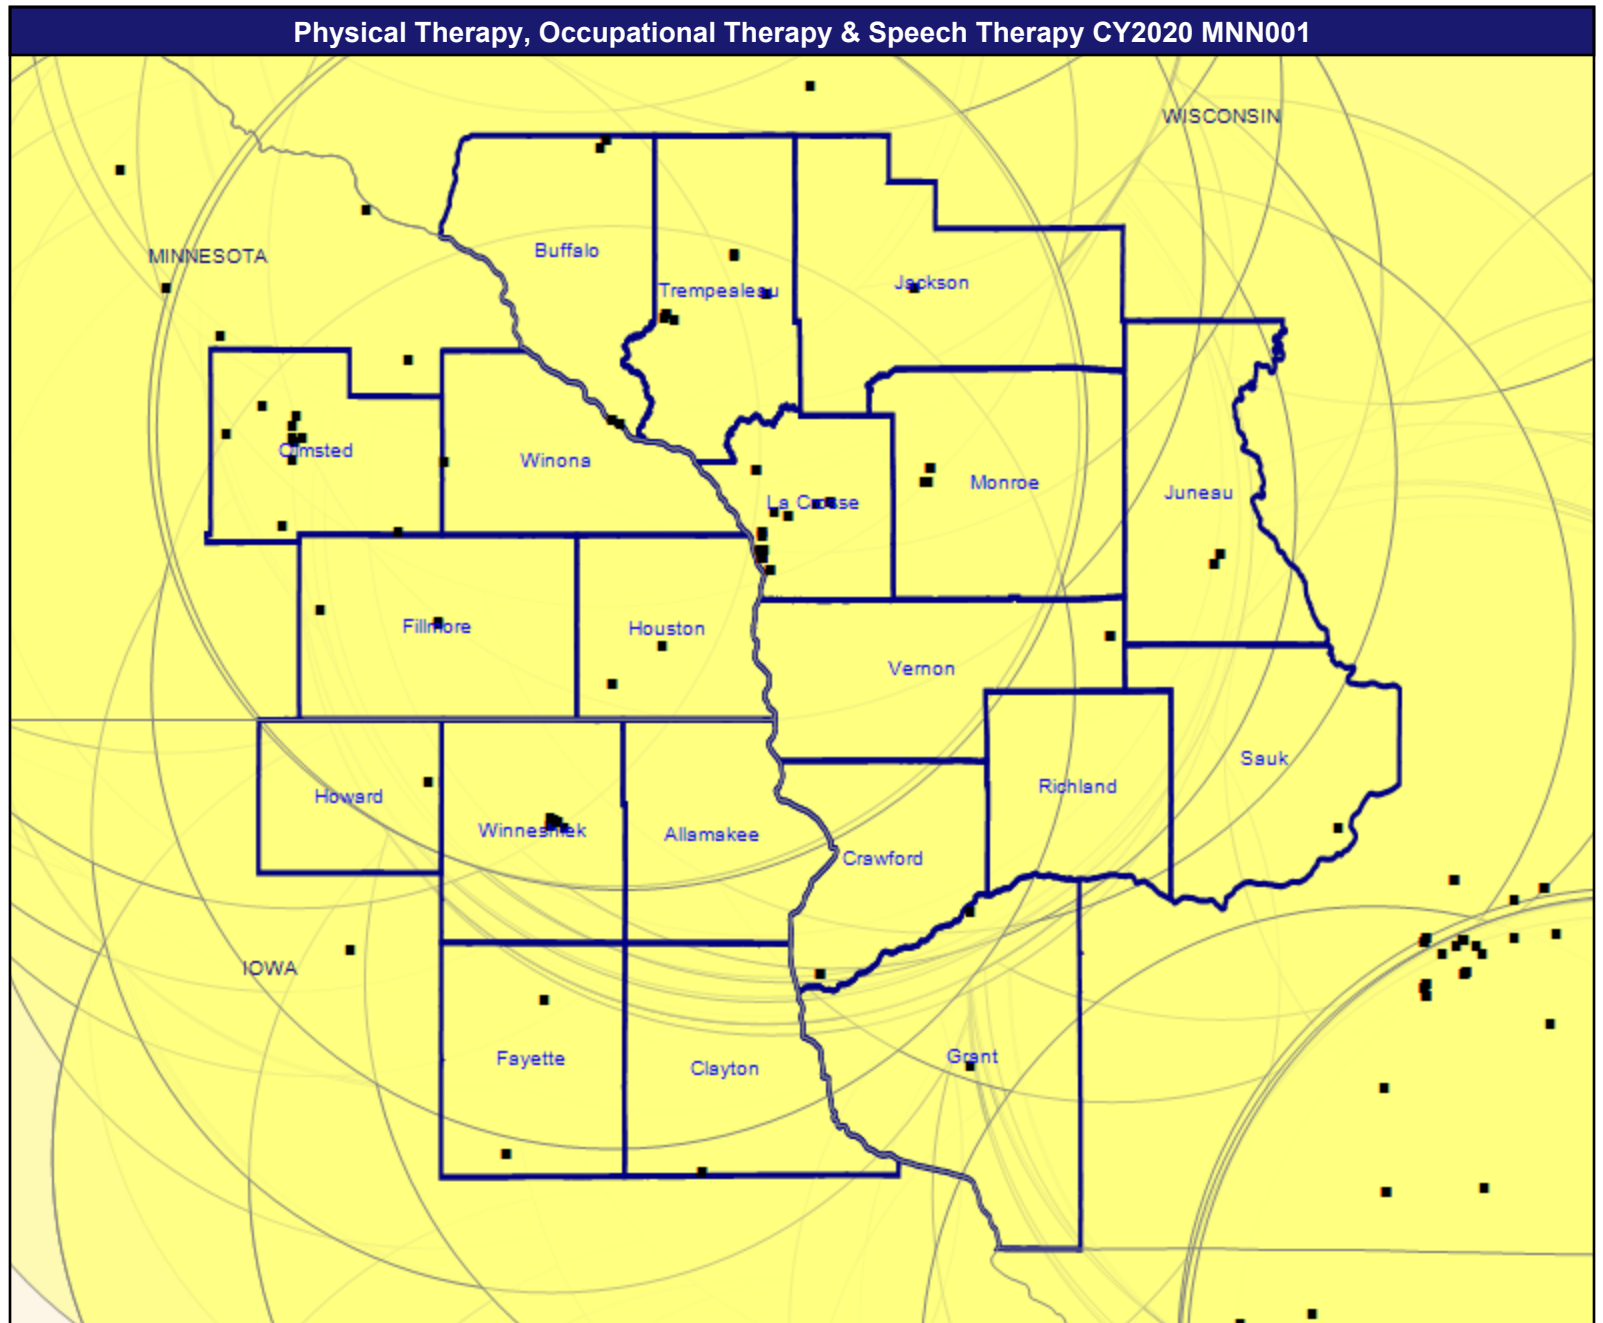 Physical Therapy, Occupational Therapy & Speech Therapy CY2020 MNN001
WISCONSIN
MINNESOTA
Buffalo
Trempealeau
Jackson
Olmsted
Winona
La Crosse
Monroe
Juneau
Fillmore
Houston
Vernon
Howard
Winneshiek
Allamakee
Crawford
Richland
Sauk
IOWA
Fayette
Clayton
Grant